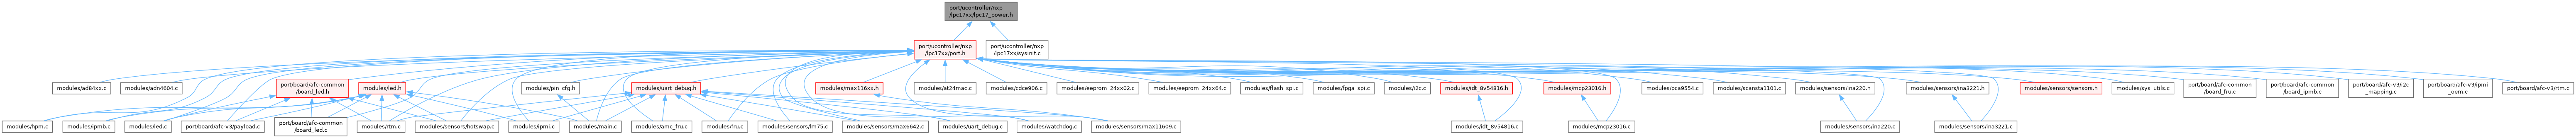 port/ucontroller/nxp
/lpc17xx/lpc17_power.h
port/ucontroller/nxp
/lpc17xx/port.h
port/ucontroller/nxp
/lpc17xx/sysinit.c
modules/ad84xx.c
modules/adn4604.c
port/board/afc-common
/board_led.h
modules/led.h
modules/pin_cfg.h
modules/uart_debug.h
modules/max116xx.h
modules/at24mac.c
modules/cdce906.c
modules/eeprom_24xx02.c
modules/eeprom_24xx64.c
modules/flash_spi.c
modules/fpga_spi.c
modules/i2c.c
modules/idt_8v54816.h
modules/mcp23016.h
modules/pca9554.c
modules/scansta1101.c
modules/sensors/ina220.h
modules/sensors/ina3221.h
modules/sensors/sensors.h
modules/sys_utils.c
port/board/afc-common
/board_fru.c
port/board/afc-common
/board_ipmb.c
port/board/afc-v3/i2c
_mapping.c
port/board/afc-v3/ipmi
_oem.c
port/board/afc-v3/rtm.c
modules/hpm.c
modules/ipmb.c
modules/led.c
port/board/afc-v3/payload.c
port/board/afc-common
/board_led.c
modules/rtm.c
modules/sensors/hotswap.c
modules/ipmi.c
modules/main.c
modules/amc_fru.c
modules/fru.c
modules/sensors/lm75.c
modules/sensors/max6642.c
modules/uart_debug.c
modules/watchdog.c
modules/sensors/max11609.c
modules/idt_8v54816.c
modules/mcp23016.c
modules/sensors/ina220.c
modules/sensors/ina3221.c